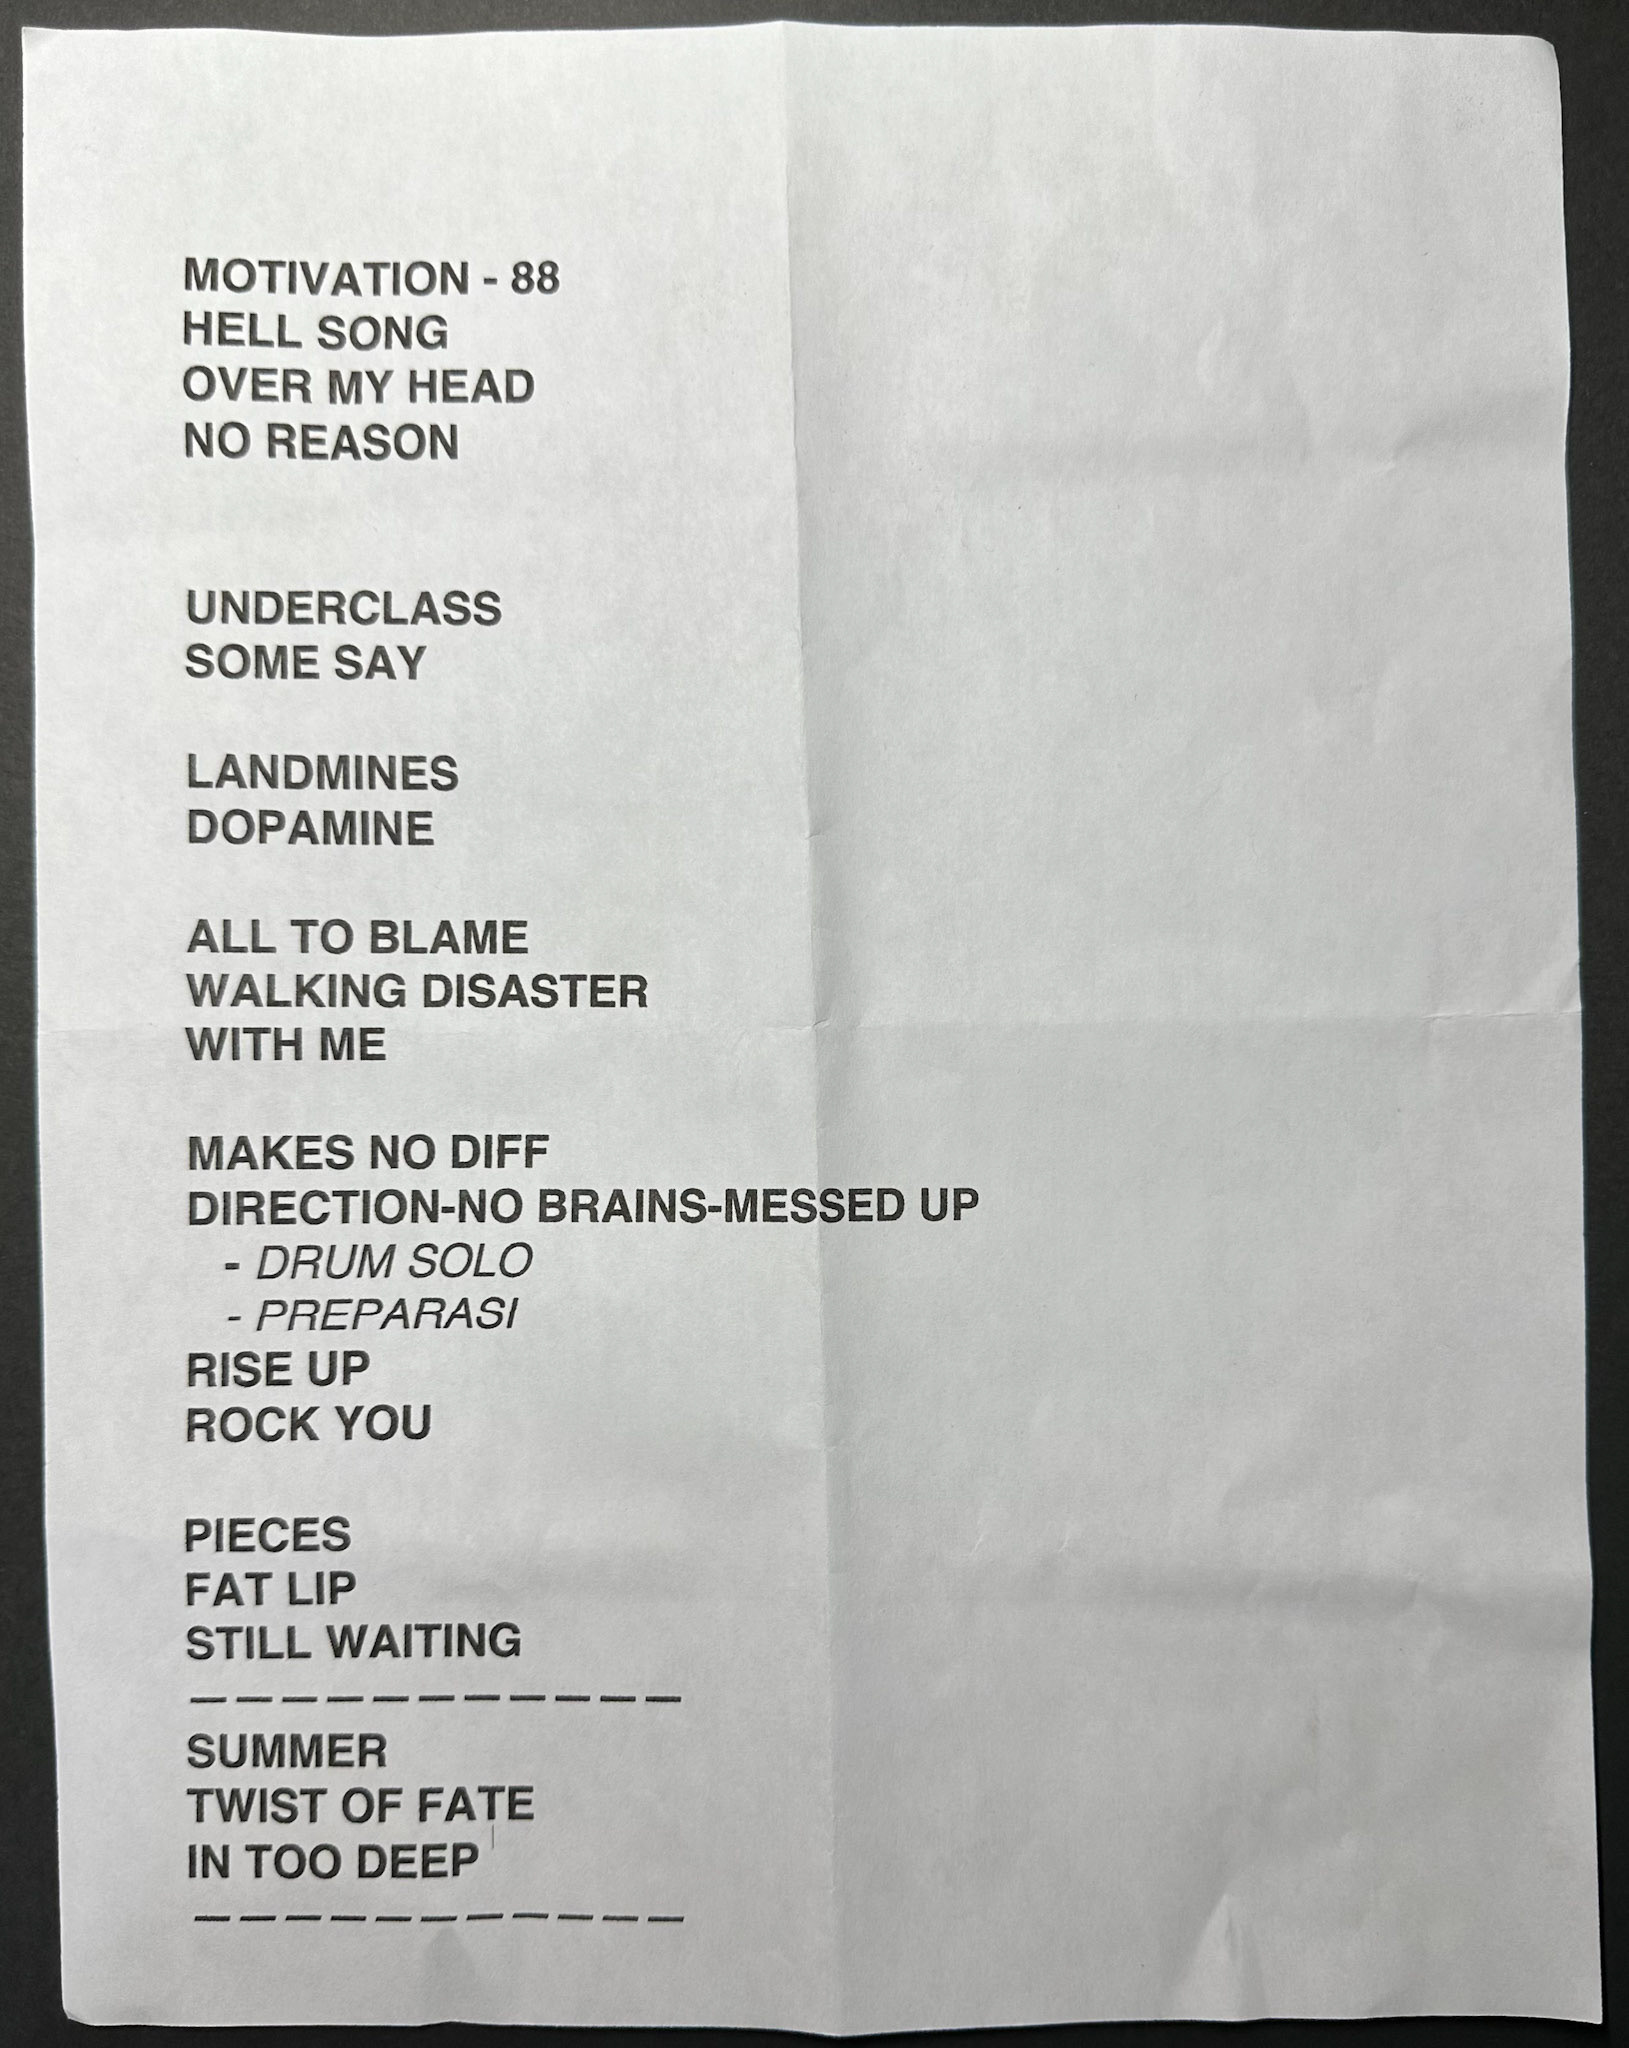 MOTIVATION - 88
HELL SONG
OVER MY HEAD
NO REASON
UNDERCLASS
SOME SAY
LANDMINES
DOPAMINE
ALL TO BLAME
WALKING DISASTER
WITH ME
MAKES NO DIFF
DIRECTION-NO BRAINS-MESSED UP
- DRUM SOLO
- PREPARASI
RISE UP
ROCK YOU
PIECES
FAT LIP
STILL WAITING
— — — — — — — — — — —
SUMMER
TWIST OF FATE
IN TOO DEEP
— — — — — — — — — — —